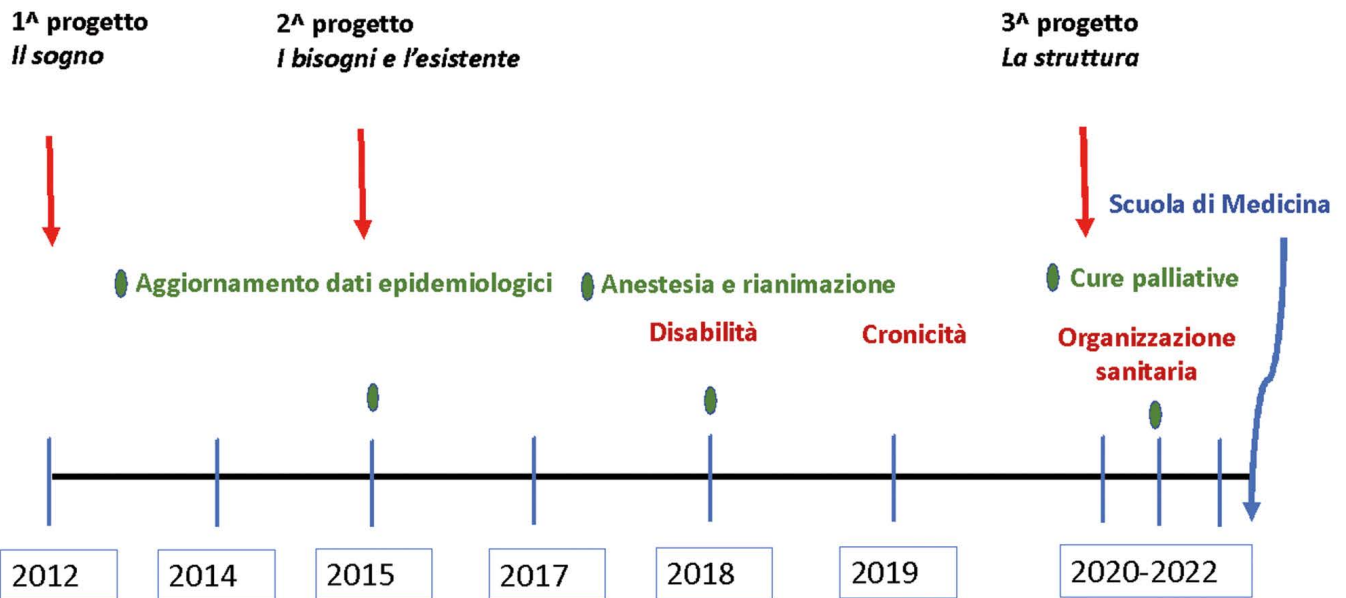 1^ progetto
Il sogno
2^ progetto
I bisogni e l'esistente
3^ progetto
La struttura
Scuola di Medicina
Aggiornamento dati epidemiologici
Anestesia e rianimazione
Cure palliative
Disabilità
Cronicità
Organizzazione
sanitaria
2012
2014
2015
2017
2018
2019
2020-2022